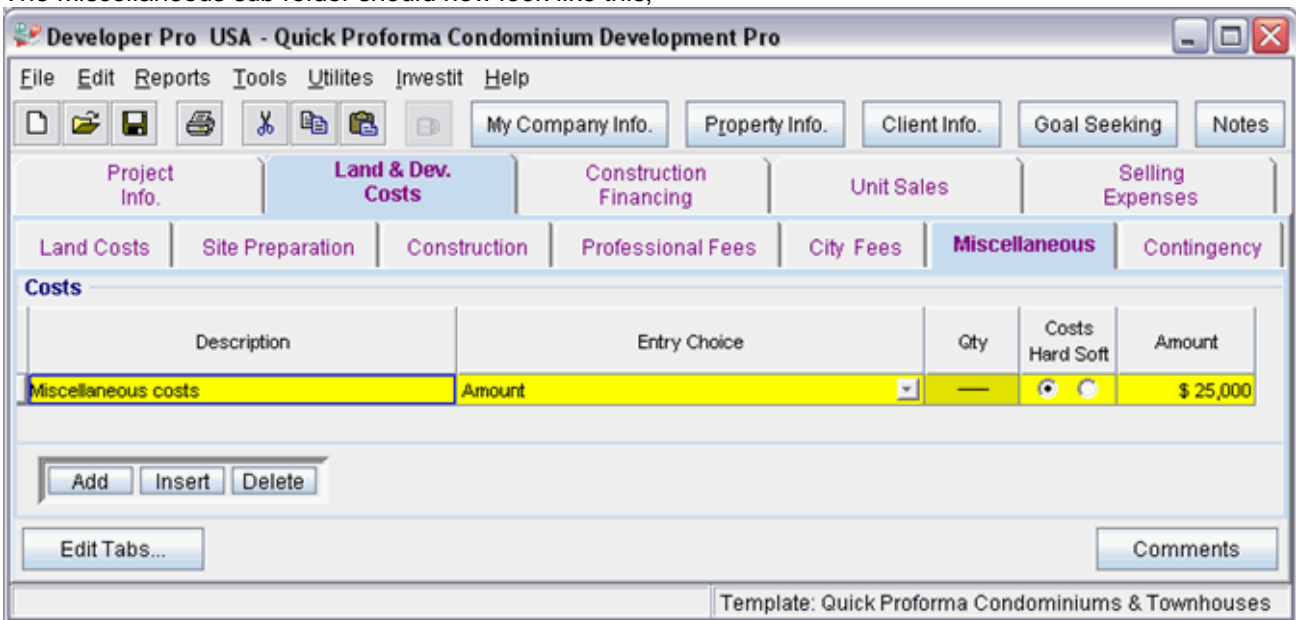 The Miscellaneous sub-folder should now look like this,
Developer Pro USA - Quick Proforma Condominium Development Pro
File Edit Reports Tools Utilites Investit Help
My Company Info. Property Info. Client Info. Goal Seeking Notes
Project Info. Land & Dev. Costs Construction Financing Unit Sales Selling Expenses
Land Costs Site Preparation Construction Professional Fees City Fees Miscellaneous Contingency
Costs
Description Entry Choice Qty Costs Hard Soft Amount
Miscellaneous costs Amount — $ 25,000
Add Insert Delete
Edit Tabs... Comments
Template: Quick Proforma Condominiums & Townhouses